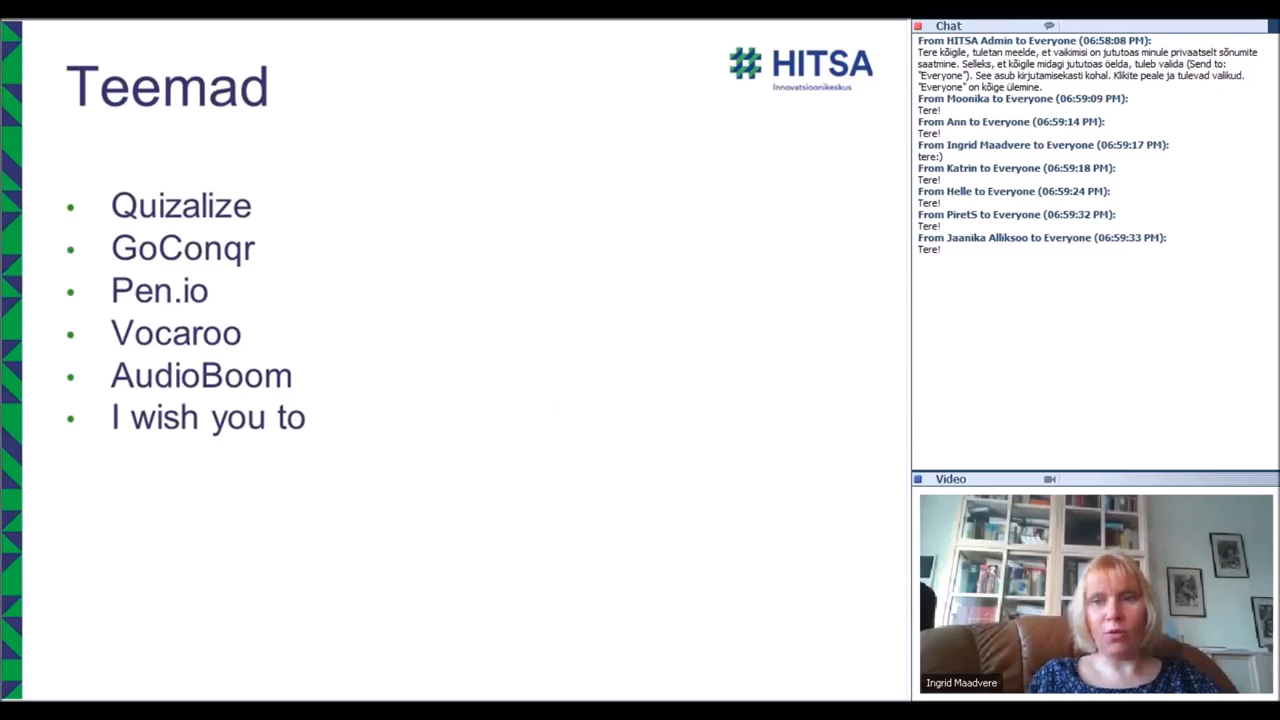 Teemad
HITSA
Innovatsioonikeskus
Quizalize
GoConqr
Pen.io
Vocaroo
AudioBoom
I wish you to
Chat
From HITSA Admin to Everyone (06:58:08 PM):
Tere kõigile, tuletan meelde, et vaikimisi on jututoas minule privaatselt sõnumite
saatmine. Selleks, et kõigile midagi jututoas öelda, tuleb valida (Send to:
"Everyone"). See asub kirjutamisekasti kohal. Klikite peale ja tulevad valikud.
"Everyone" on kõige ülemine.
From Moonika to Everyone (06:59:09 PM):
Tere!
From Ann to Everyone (06:59:14 PM):
Tere!
From Ingrid Maadvere to Everyone (06:59:17 PM):
tere:)
From Katrin to Everyone (06:59:18 PM):
Tere!
From Helle to Everyone (06:59:24 PM):
Tere!
From PiretS to Everyone (06:59:32 PM):
Tere!
From Jaanika Alliksoo to Everyone (06:59:33 PM):
Tere!
Video
Ingrid Maadvere